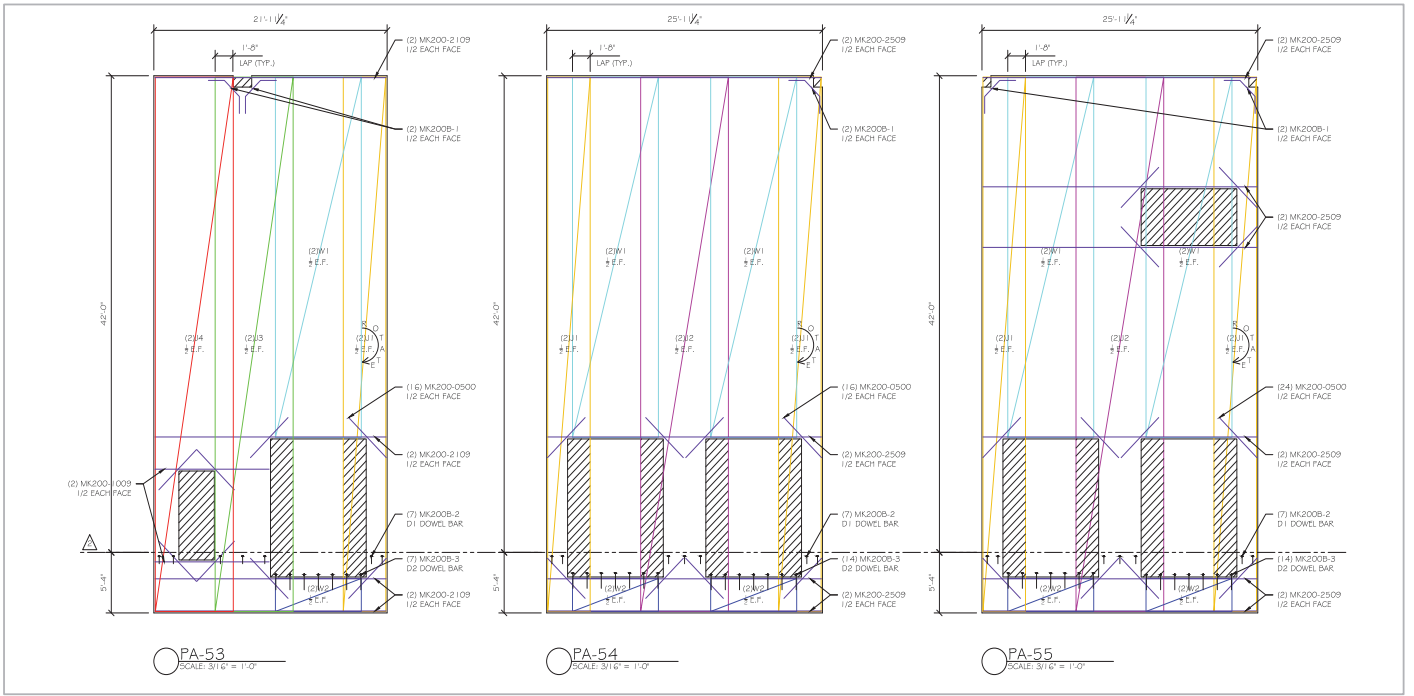 21'-11¼"
(2) MK200-2109
1/2 EACH FACE
1'-8"
LAP (TYP.)
(2) MK200B-1
1/2 EACH FACE
(2)W1
½ E.F.
42'-0"
(2)J4
½ E.F.
(2)J3
½ E.F.
(2)J1
½ E.F.
ROTATE
(16) MK200-0500
1/2 EACH FACE
(2) MK200-2109
1/2 EACH FACE
(2) MK200-1009
1/2 EACH FACE
(7) MK200B-2
D1 DOWEL BAR
2
(7) MK200B-3
D2 DOWEL BAR
5'-4"
(2)W2
½ E.F.
(2) MK200-2109
1/2 EACH FACE
PA-53
SCALE: 3/16" = 1'-0"
25'-11¼"
(2) MK200-2509
1/2 EACH FACE
1'-8"
LAP (TYP.)
(2) MK200B-1
1/2 EACH FACE
(2)W1
½ E.F.
(2)W1
½ E.F.
42'-0"
(2)J1
½ E.F.
(2)J2
½ E.F.
(2)J1
½ E.F.
ROTATE
(16) MK200-0500
1/2 EACH FACE
(2) MK200-2509
1/2 EACH FACE
(7) MK200B-2
D1 DOWEL BAR
(14) MK200B-3
D2 DOWEL BAR
5'-4"
(2)W2
½ E.F.
(2)W2
½ E.F.
(2) MK200-2509
1/2 EACH FACE
PA-54
SCALE: 3/16" = 1'-0"
25'-11¼"
(2) MK200-2509
1/2 EACH FACE
1'-8"
LAP (TYP.)
(2) MK200B-1
1/2 EACH FACE
(2) MK200-2509
1/2 EACH FACE
(2)W1
½ E.F.
(2)W1
½ E.F.
42'-0"
(2)J1
½ E.F.
(2)J2
½ E.F.
(2)J1
½ E.F.
ROTATE
(24) MK200-0500
1/2 EACH FACE
(2) MK200-2509
1/2 EACH FACE
(7) MK200B-2
D1 DOWEL BAR
(14) MK200B-3
D2 DOWEL BAR
5'-4"
(2)W2
½ E.F.
(2)W2
½ E.F.
(2) MK200-2509
1/2 EACH FACE
PA-55
SCALE: 3/16" = 1'-0"